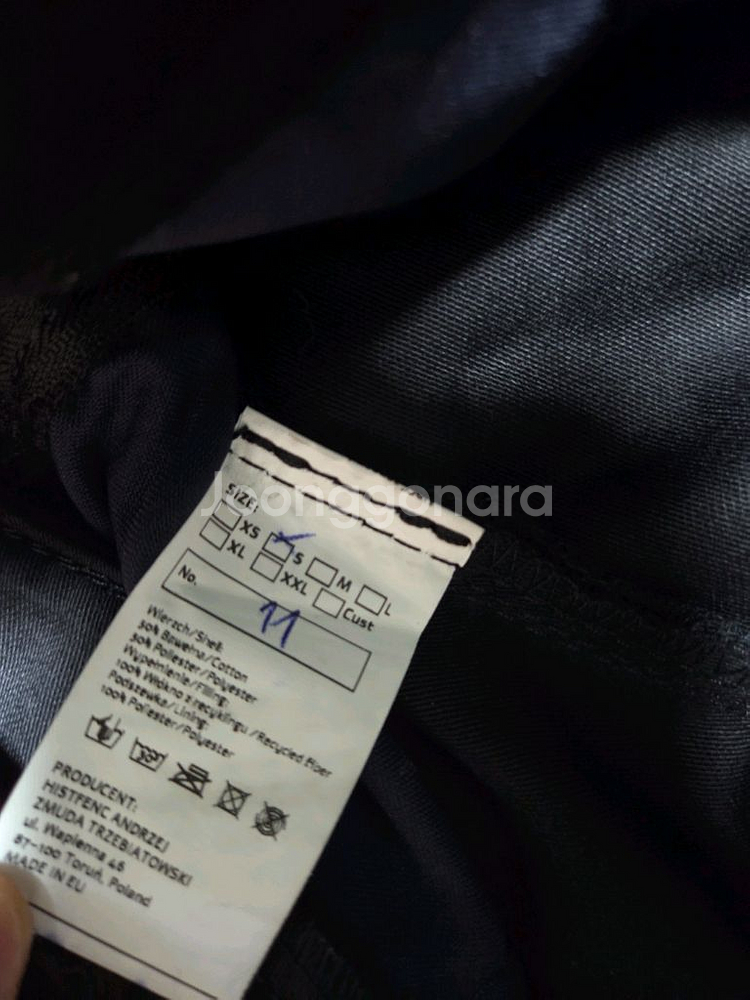 Joonggonara
SIZE:
XS S M L
XL XXL Cust
No. 11
Wierzch/Shell:
50% Bawełna/Cotton
50% Poliester/Polyester
Wypełnienie/Filling:
100% Włókno z recyklingu/Recycled fiber
Podszewka/Lining:
100% Poliester/Polyester
30°
PRODUCENT:
HISTFENC ANDRZEJ
ZMUDA TRZEBIATOWSKI
ul. Wapienna 46
87-100 Toruń, Poland
MADE IN EU